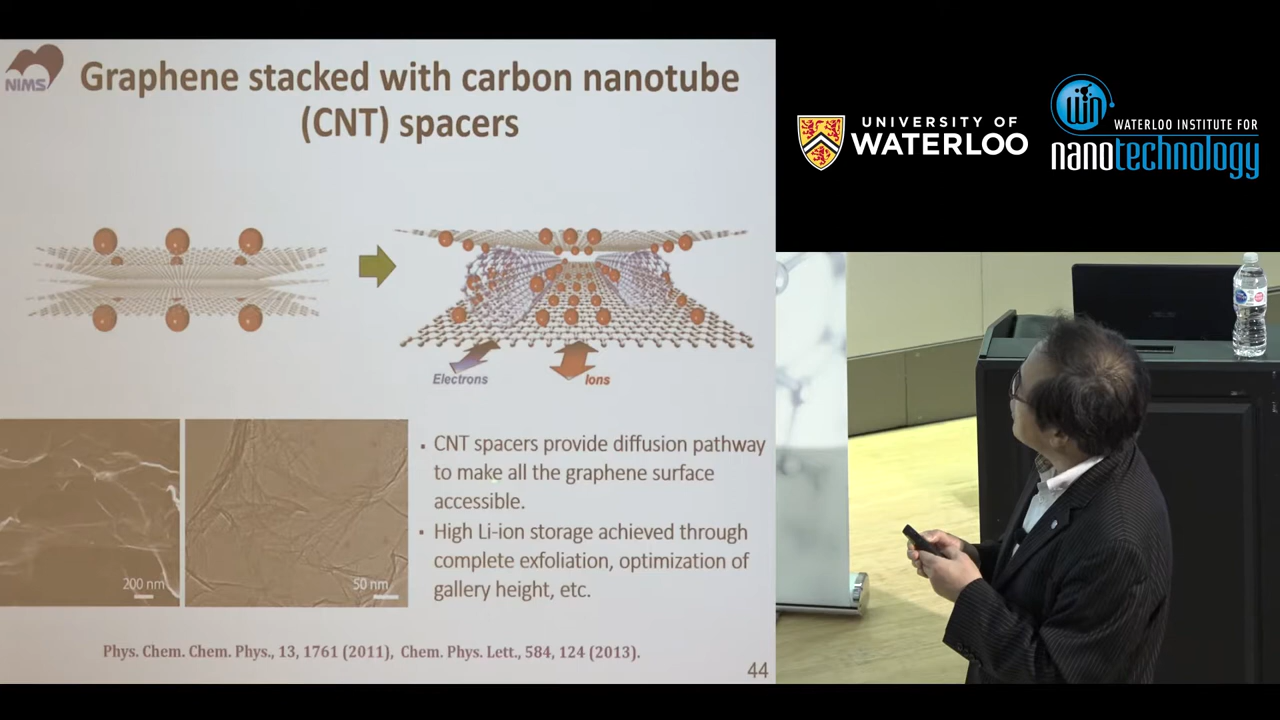 NIMS
Graphene stacked with carbon nanotube
(CNT) spacers
Electrons
Ions
200 nm
50 nm
• CNT spacers provide diffusion pathway
to make all the graphene surface
accessible.
• High Li-ion storage achieved through
complete exfoliation, optimization of
gallery height, etc.
Phys. Chem. Chem. Phys., 13, 1761 (2011), Chem. Phys. Lett., 584, 124 (2013).
44
UNIVERSITY OF
WATERLOO
WIN
WATERLOO INSTITUTE FOR
nanotechnology